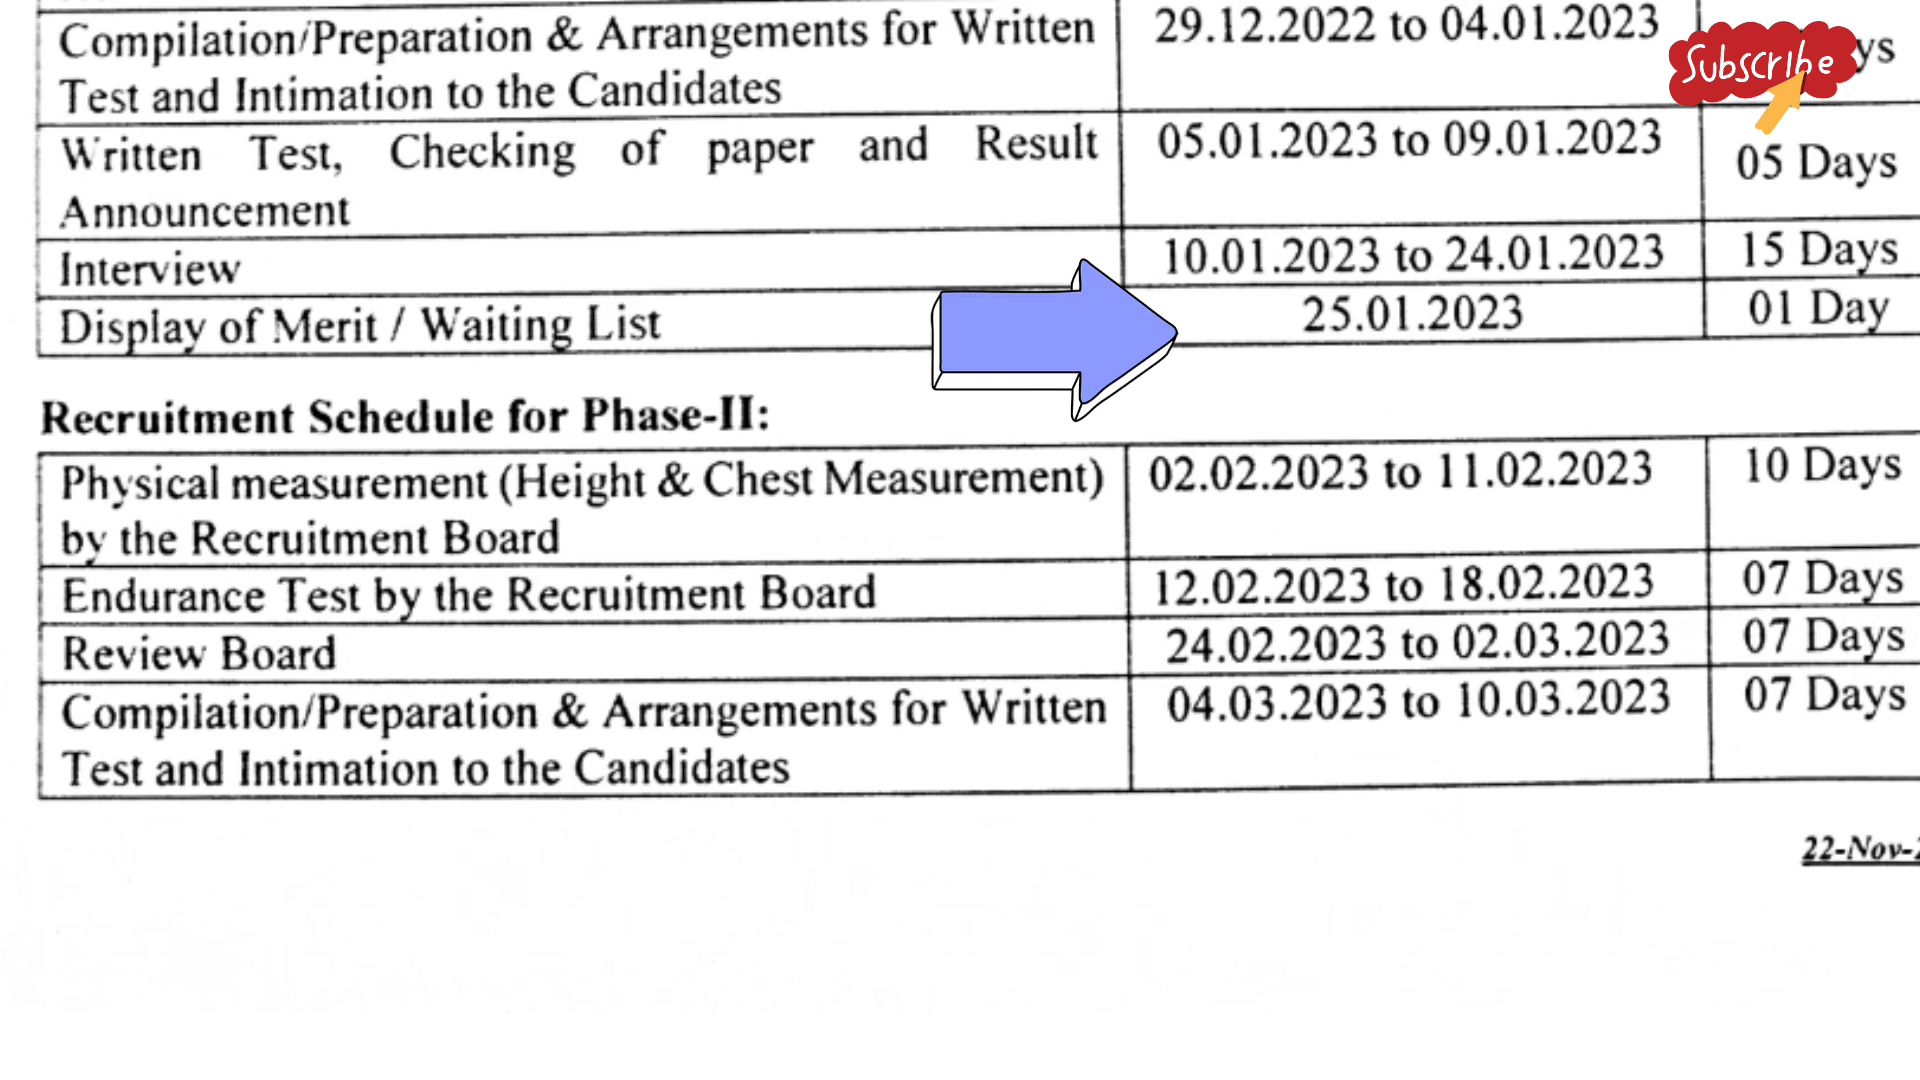 Compilation/Preparation & Arrangements for Written 29.12.2022 to 04.01.2023
Test and Intimation to the Candidates
Subscribe
Written Test, Checking of paper and Result 05.01.2023 to 09.01.2023 05 Days
Announcement
Interview 10.01.2023 to 24.01.2023 15 Days
Display of Merit / Waiting List 25.01.2023 01 Day
Recruitment Schedule for Phase-II:
Physical measurement (Height & Chest Measurement) 02.02.2023 to 11.02.2023 10 Days
by the Recruitment Board
Endurance Test by the Recruitment Board 12.02.2023 to 18.02.2023 07 Days
Review Board 24.02.2023 to 02.03.2023 07 Days
Compilation/Preparation & Arrangements for Written 04.03.2023 to 10.03.2023 07 Days
Test and Intimation to the Candidates
22-Nov-